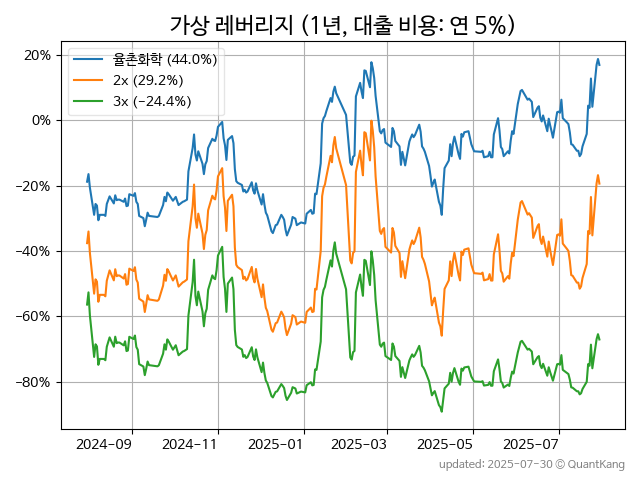 가상 레버리지 (1년, 대출 비용: 연 5%)
율촌화학 (44.0%)
2x (29.2%)
3x (−24.4%)
20%
0%
−20%
−40%
−60%
−80%
2024-09
2024-11
2025-01
2025-03
2025-05
2025-07
updated: 2025-07-30 © QuantKang